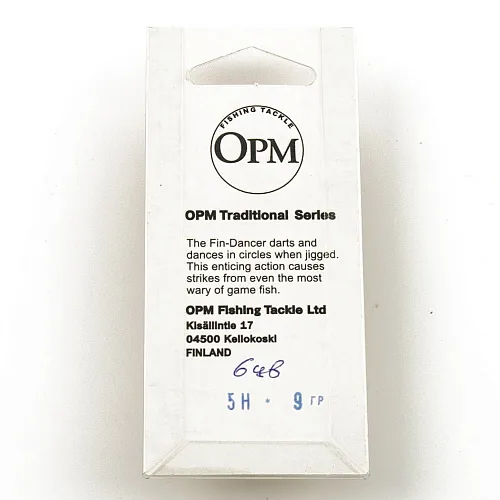 FISHING TACKLE
OPM
OPM Traditional Series
The Fin-Dancer darts and
dances in circles when jigged.
This enticing action causes
strikes from even the most
wary of game fish.
OPM Fishing Tackle Ltd
Kisällintie 17
04500 Kellokoski
FINLAND
5H · 9 ГР